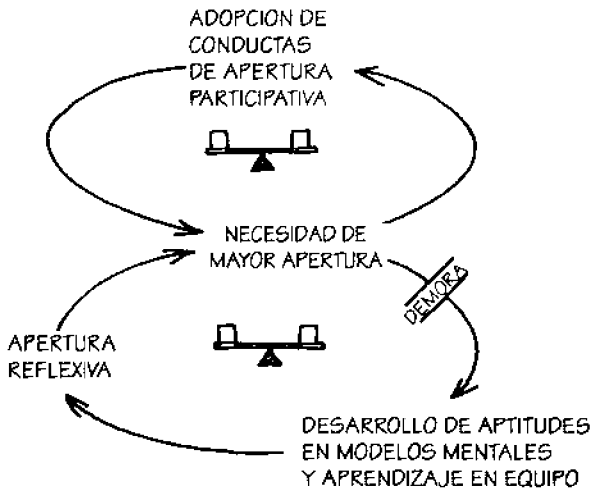 ADOPCION DE
CONDUCTAS
DE APERTURA
PARTICIPATIVA
NECESIDAD DE
MAYOR APERTURA
DEMORA
APERTURA
REFLEXIVA
DESARROLLO DE APTITUDES
EN MODELOS MENTALES
Y APRENDIZAJE EN EQUIPO